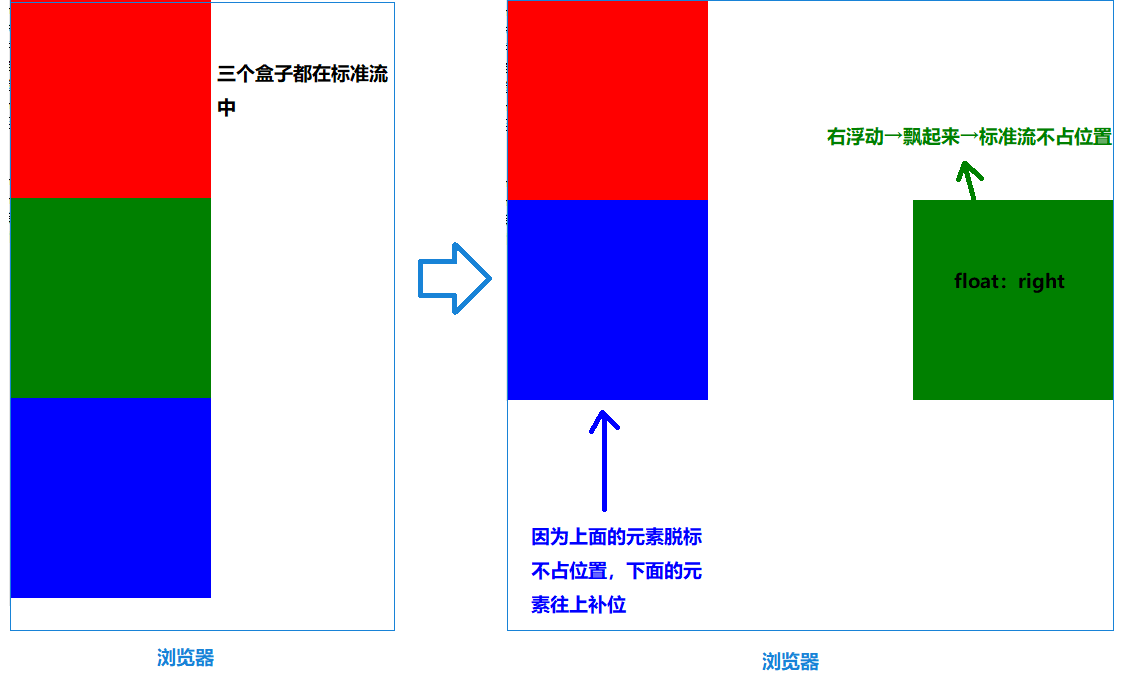 三个盒子都在标准流
中
右浮动→飘起来→标准流不占位置
float：right
因为上面的元素脱标
不占位置，下面的元
素往上补位
浏览器
浏览器